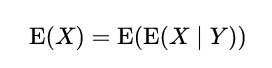 E(X) = E(E(X | Y))